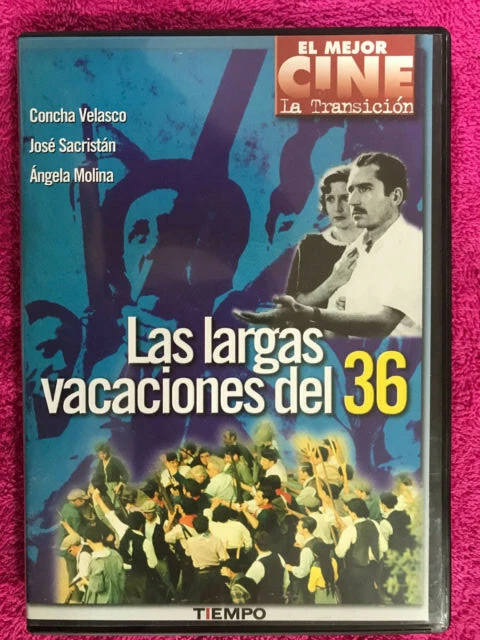 EL MEJOR
CINE
La Transición
Concha Velasco
José Sacristán
Ángela Molina
Las largas
vacaciones del 36
TIEMPO